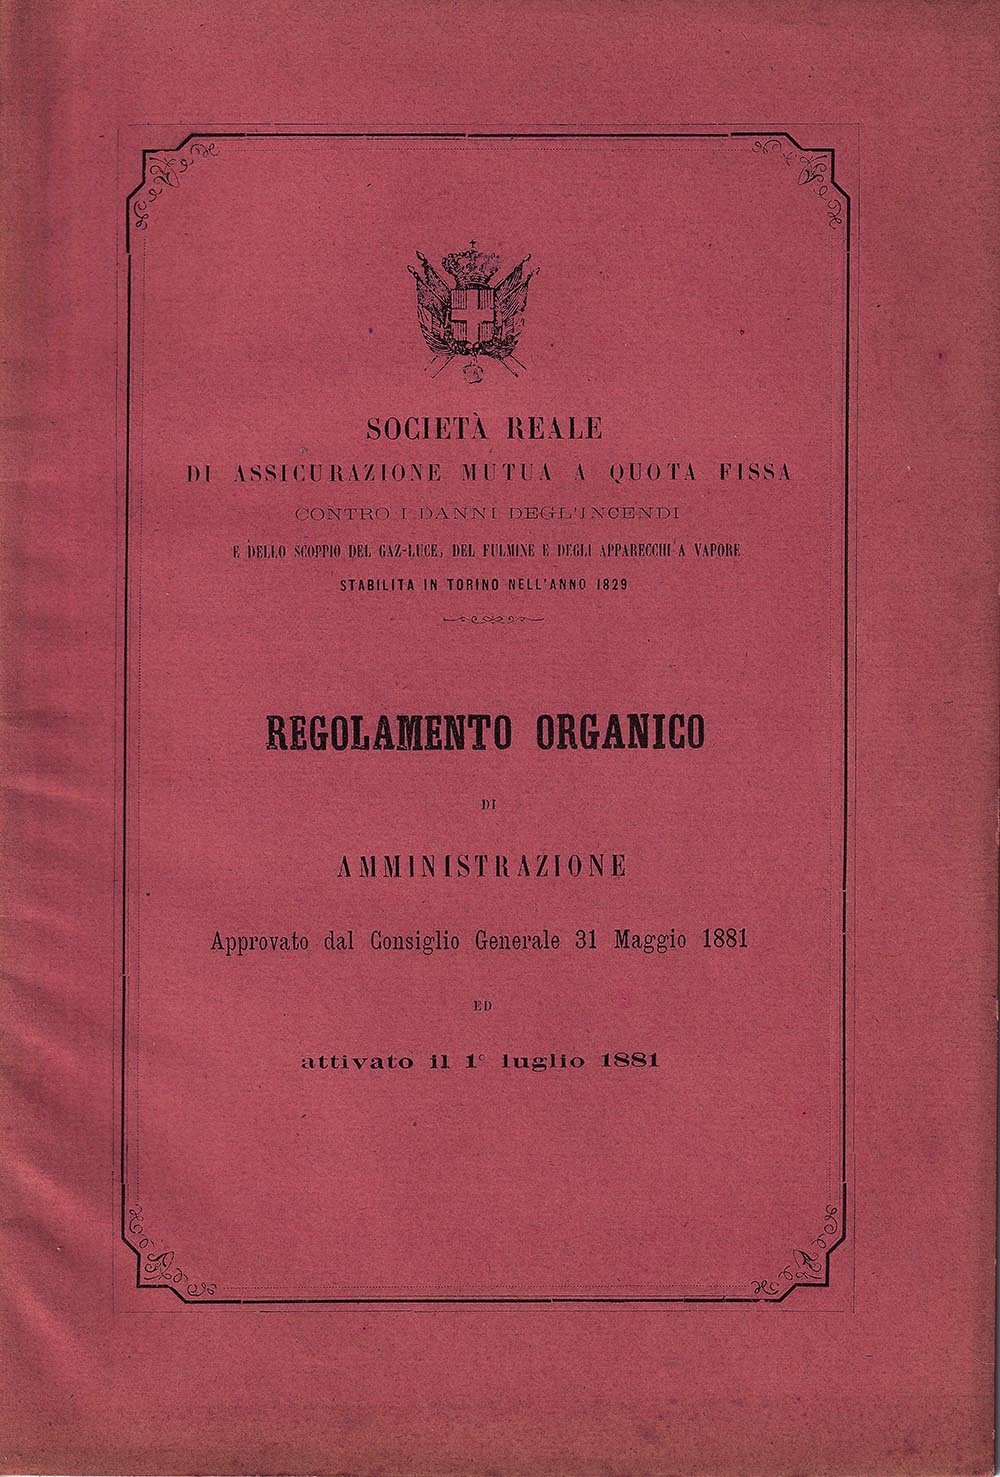 SOCIETÀ REALE
DI ASSICURAZIONE MUTUA A QUOTA FISSA
CONTRO I DANNI DEGL'INCENDI
E DELLO SCOPPIO DEL GAZ-LUCE, DEL FULMINE E DEGLI APPARECCHI A VAPORE
STABILITA IN TORINO NELL'ANNO 1829
REGOLAMENTO ORGANICO
DI
AMMINISTRAZIONE
Approvato dal Consiglio Generale 31 Maggio 1881
ED
attivato il 1° luglio 1881